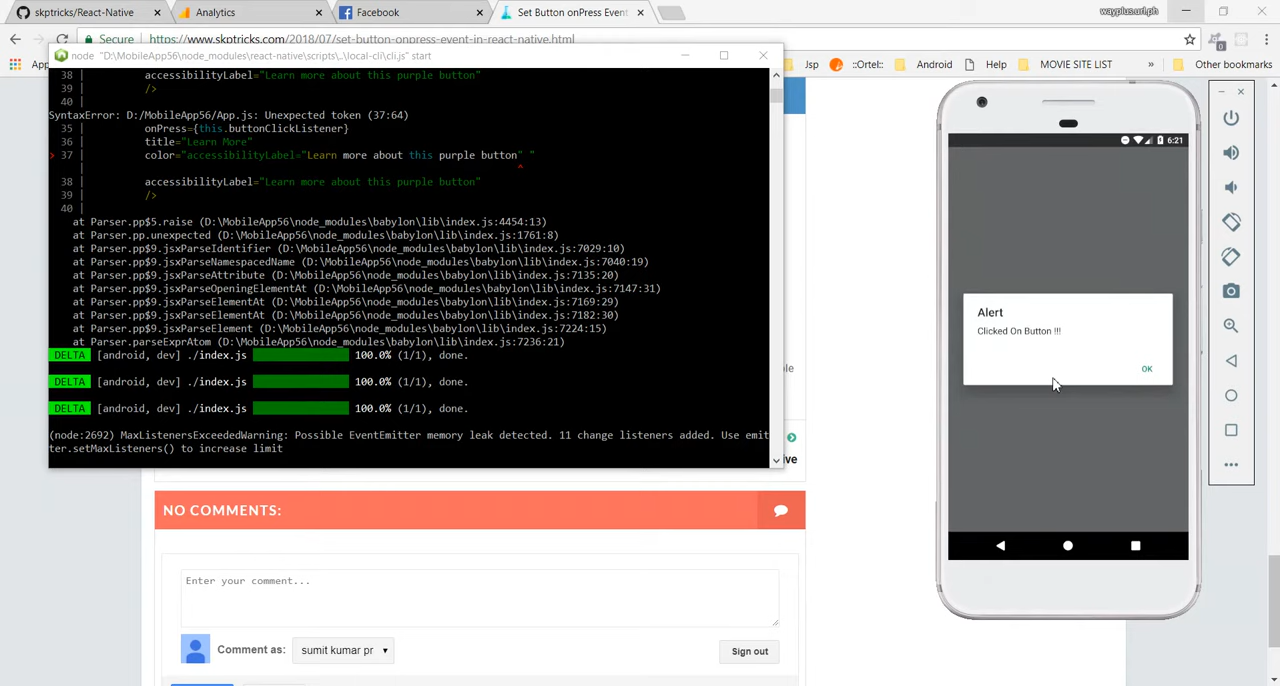 skptricks/React-Native
Analytics
Facebook
Set Button onPress Event
wayplus.url.ph
Secure
https://www.skptricks.com/2018/07/set-button-onpress-event-in-react-native.html
Jsp
::Ortel::
Android
Help
MOVIE SITE LIST
»
Other bookmarks
node "D:\MobileApp56\node_modules\react-native\scripts\..\local-cli\cli.js" start
38 | accessibilityLabel="Learn more about this purple button"
39 | />
40 |
SyntaxError: D:/MobileApp56/App.js: Unexpected token (37:64)
35 | onPress={this.buttonClickListener}
36 | title="Learn More"
> 37 | color="accessibilityLabel="Learn more about this purple button" "
| ^
38 | accessibilityLabel="Learn more about this purple button"
39 | />
40 |
at Parser.pp$5.raise (D:\MobileApp56\node_modules\babylon\lib\index.js:4454:13)
at Parser.pp.unexpected (D:\MobileApp56\node_modules\babylon\lib\index.js:1761:8)
at Parser.pp$9.jsxParseIdentifier (D:\MobileApp56\node_modules\babylon\lib\index.js:7029:10)
at Parser.pp$9.jsxParseNamespacedName (D:\MobileApp56\node_modules\babylon\lib\index.js:7040:19)
at Parser.pp$9.jsxParseAttribute (D:\MobileApp56\node_modules\babylon\lib\index.js:7135:20)
at Parser.pp$9.jsxParseOpeningElementAt (D:\MobileApp56\node_modules\babylon\lib\index.js:7147:31)
at Parser.pp$9.jsxParseElementAt (D:\MobileApp56\node_modules\babylon\lib\index.js:7169:29)
at Parser.pp$9.jsxParseElementAt (D:\MobileApp56\node_modules\babylon\lib\index.js:7182:30)
at Parser.pp$9.jsxParseElement (D:\MobileApp56\node_modules\babylon\lib\index.js:7224:15)
at Parser.parseExprAtom (D:\MobileApp56\node_modules\babylon\lib\index.js:7236:21)
DELTA [android, dev] ./index.js 100.0% (1/1), done.
DELTA [android, dev] ./index.js 100.0% (1/1), done.
DELTA [android, dev] ./index.js 100.0% (1/1), done.
(node:2692) MaxListenersExceededWarning: Possible EventEmitter memory leak detected. 11 change listeners added. Use emit
ter.setMaxListeners() to increase limit
6:21
Alert
Clicked On Button !!!
OK
NO COMMENTS:
Enter your comment...
Comment as:
sumit kumar pr
Sign out